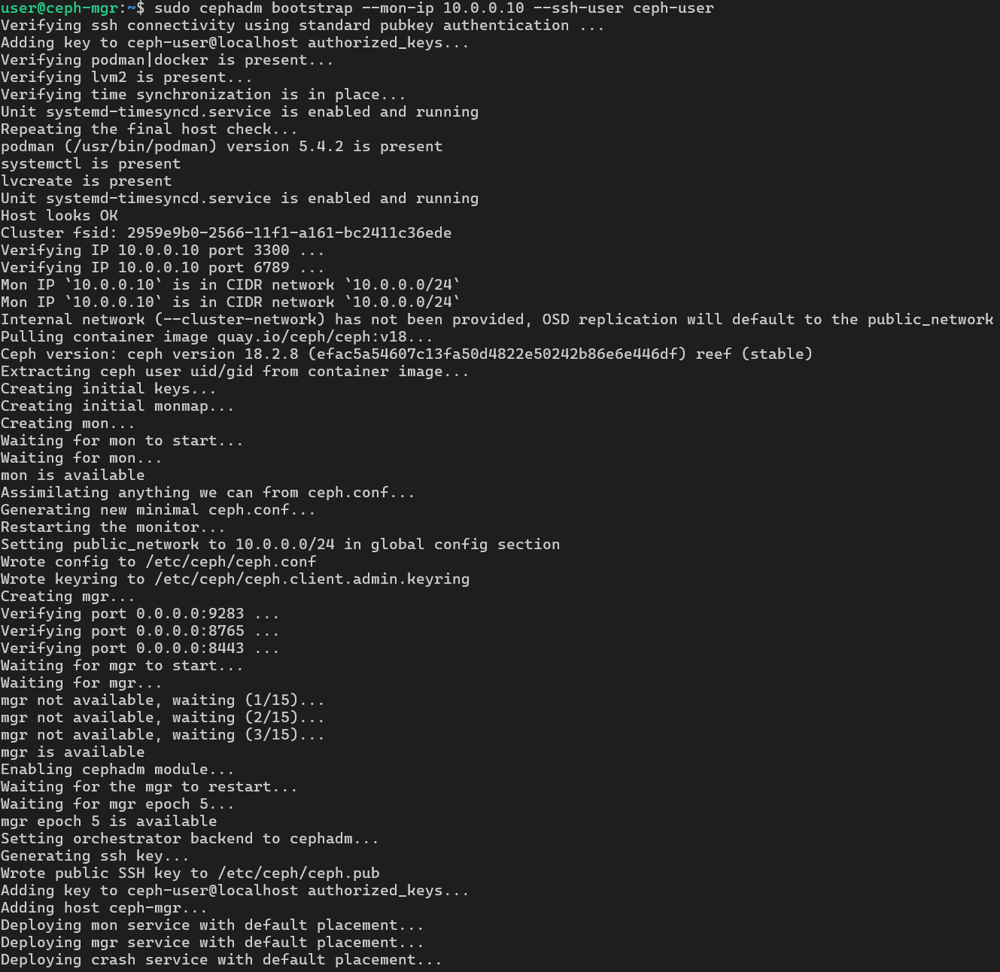 user@ceph-mgr:~$ sudo cephadm bootstrap --mon-ip 10.0.0.10 --ssh-user ceph-user
Verifying ssh connectivity using standard pubkey authentication ...
Adding key to ceph-user@localhost authorized_keys...
Verifying podman|docker is present...
Verifying lvm2 is present...
Verifying time synchronization is in place...
Unit systemd-timesyncd.service is enabled and running
Repeating the final host check...
podman (/usr/bin/podman) version 5.4.2 is present
systemctl is present
lvcreate is present
Unit systemd-timesyncd.service is enabled and running
Host looks OK
Cluster fsid: 2959e9b0-2566-11f1-a161-bc2411c36ede
Verifying IP 10.0.0.10 port 3300 ...
Verifying IP 10.0.0.10 port 6789 ...
Mon IP `10.0.0.10` is in CIDR network `10.0.0.0/24`
Mon IP `10.0.0.10` is in CIDR network `10.0.0.0/24`
Internal network (--cluster-network) has not been provided, OSD replication will default to the public_network
Pulling container image quay.io/ceph/ceph:v18...
Ceph version: ceph version 18.2.8 (efac5a54607c13fa50d4822e50242b86e6e446df) reef (stable)
Extracting ceph user uid/gid from container image...
Creating initial keys...
Creating initial monmap...
Creating mon...
Waiting for mon to start...
Waiting for mon...
mon is available
Assimilating anything we can from ceph.conf...
Generating new minimal ceph.conf...
Restarting the monitor...
Setting public_network to 10.0.0.0/24 in global config section
Wrote config to /etc/ceph/ceph.conf
Wrote keyring to /etc/ceph/ceph.client.admin.keyring
Creating mgr...
Verifying port 0.0.0.0:9283 ...
Verifying port 0.0.0.0:8765 ...
Verifying port 0.0.0.0:8443 ...
Waiting for mgr to start...
Waiting for mgr...
mgr not available, waiting (1/15)...
mgr not available, waiting (2/15)...
mgr not available, waiting (3/15)...
mgr is available
Enabling cephadm module...
Waiting for the mgr to restart...
Waiting for mgr epoch 5...
mgr epoch 5 is available
Setting orchestrator backend to cephadm...
Generating ssh key...
Wrote public SSH key to /etc/ceph/ceph.pub
Adding key to ceph-user@localhost authorized_keys...
Adding host ceph-mgr...
Deploying mon service with default placement...
Deploying mgr service with default placement...
Deploying crash service with default placement...